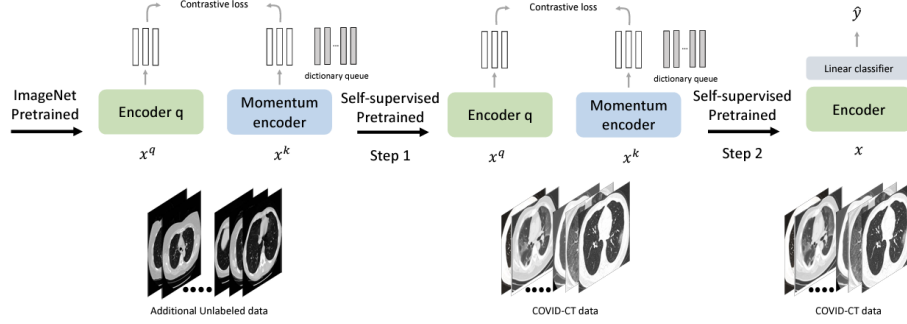 Contrastive loss
dictionary queue
ImageNet
Pretrained
Encoder q
Momentum
encoder
x^q
x^k
Additional Unlabeled data
Self-supervised
Pretrained
Step 1
Contrastive loss
dictionary queue
Encoder q
Momentum
encoder
x^q
x^k
COVID-CT data
Self-supervised
Pretrained
Step 2
ŷ
Linear classifier
Encoder
x
COVID-CT data